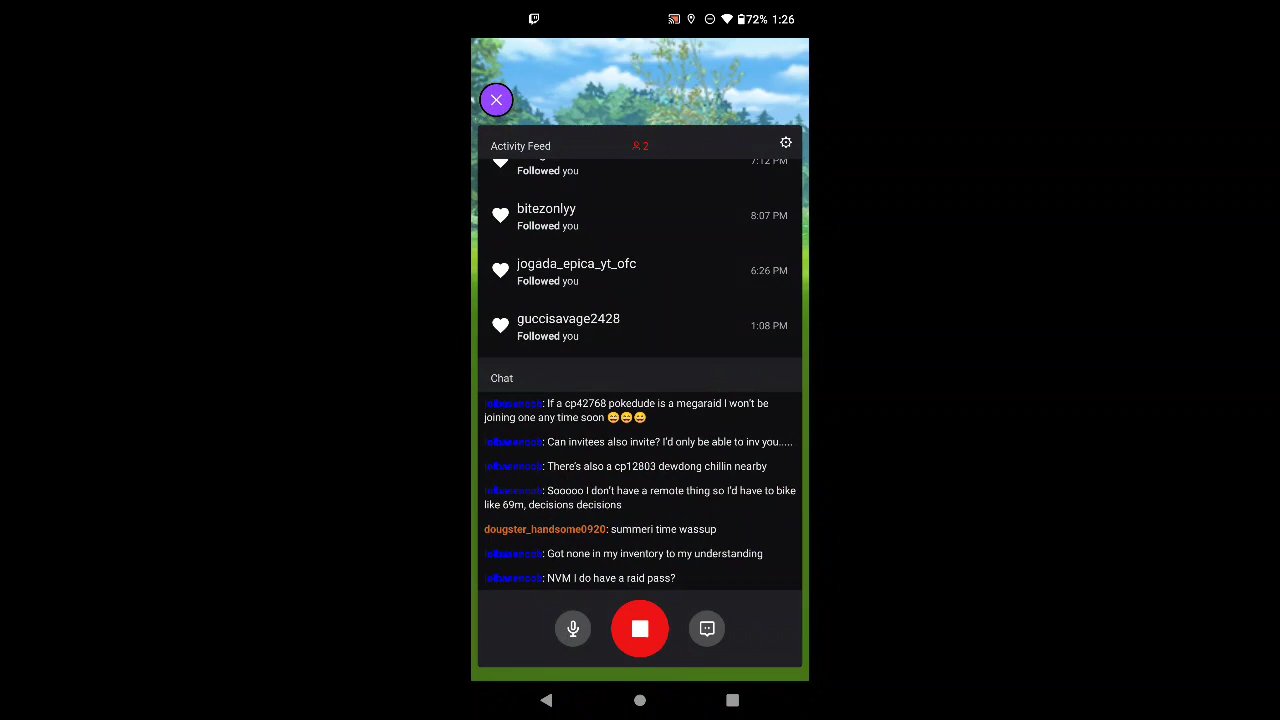 72% 1:26
Activity Feed 2
7:12 PM
Followed you
bitezonlyy
8:07 PM
Followed you
jogada_epica_yt_ofc
6:26 PM
Followed you
guccisavage2428
1:08 PM
Followed you
Chat
: If a cp42768 pokedude is a megaraid I won't be
joining one any time soon 😄😄😄
: Can invitees also invite? I'd only be able to inv you.....
: There's also a cp12803 dewdong chillin nearby
: Sooooo I don't have a remote thing so I'd have to bike
like 69m, decisions decisions
dougster_handsome0920: summeri time wassup
: Got none in my inventory to my understanding
: NVM I do have a raid pass?